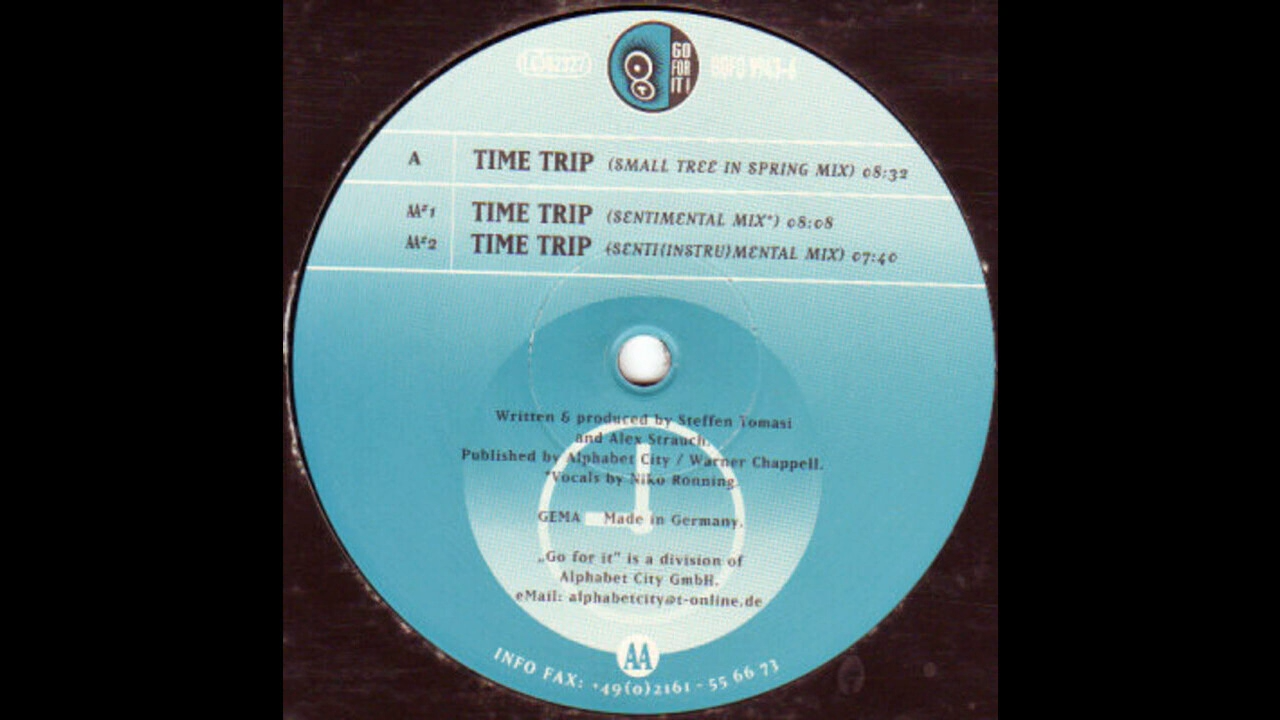 GO
FOR
IT!
A TIME TRIP (SMALL TREE IN SPRING MIX) 08:32
AA#1 TIME TRIP (SENTIMENTAL MIX*) 08:08
AA#2 TIME TRIP (SENTI(INSTRU)MENTAL MIX) 07:40
Written & produced by Steffen Tomasi
and Alex Strauch.
Published by Alphabet City / Warner Chappell.
*Vocals by Niko Ronning.
GEMA Made in Germany.
„Go for it“ is a division of
Alphabet City GmbH.
eMail: alphabetcity@t-online.de
AA
INFO FAX: +49(0)2161 - 55 66 73